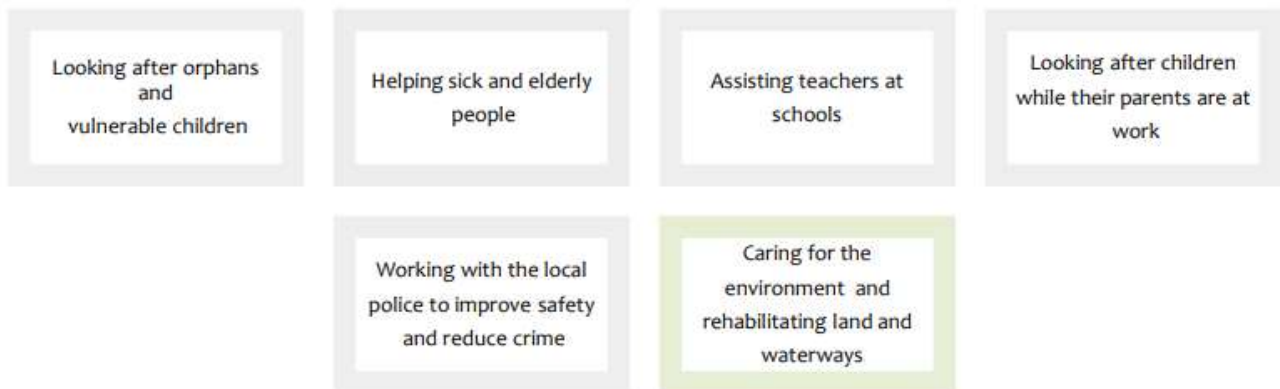 Looking after orphans
and
vulnerable children
Helping sick and elderly
people
Assisting teachers at
schools
Looking after children
while their parents are at
work
Working with the local
police to improve safety
and reduce crime
Caring for the
environment and
rehabilitating land and
waterways